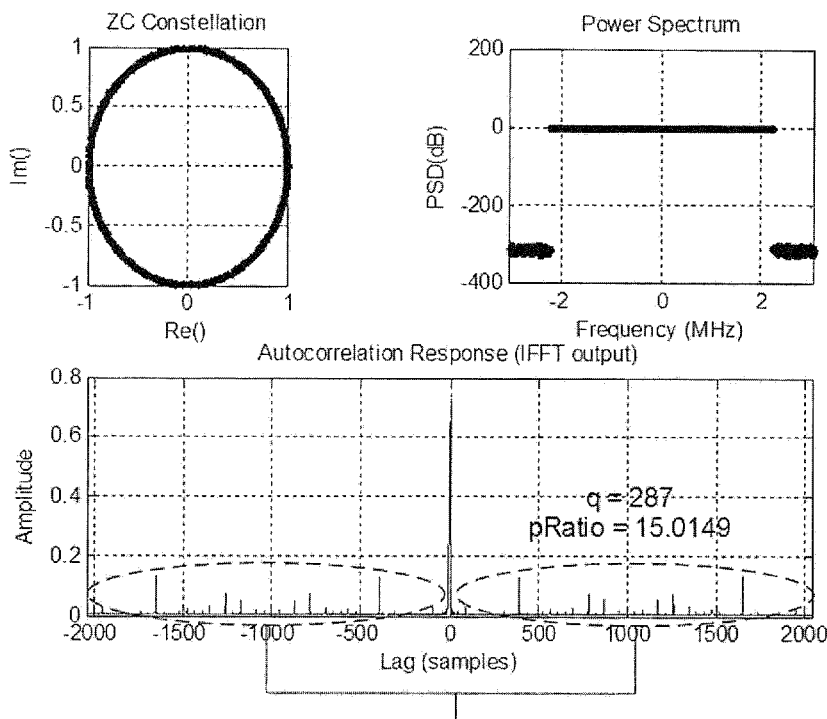 ZC Constellation
1
0.5
0
-0.5
-1
-1 0 1
Im()
Re()
Power Spectrum
200
0
-200
-400
-2 0 2
PSD(dB)
Frequency (MHz)
Autocorrelation Response (IFFT output)
0.8
0.6
0.4
0.2
0
Amplitude
q = 287
pRatio = 15.0149
-2000 -1500 -1000 -500 0 500 1000 1500 2000
Lag (samples)